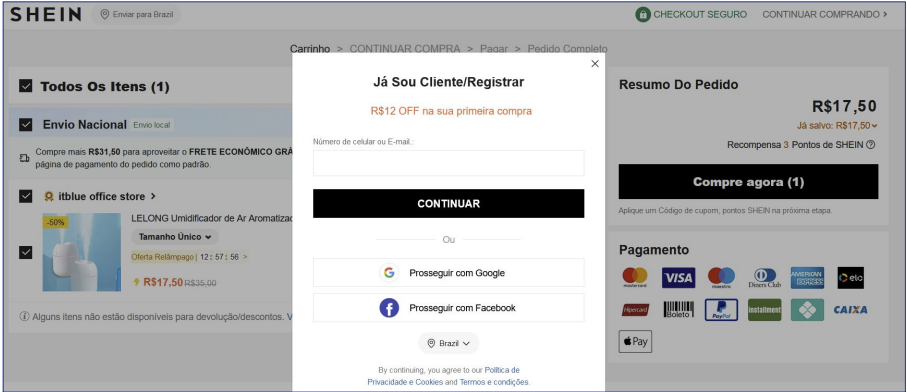 SHEIN
Enviar para Brazil
CHECKOUT SEGURO
CONTINUAR COMPRANDO >
Carrinho > CONTINUAR COMPRA > Pagar > Pedido Completo
Todos Os Itens (1)
Envio Nacional Envio local
Compre mais R$31,50 para aproveitar o FRETE ECONÔMICO GRÁ
página de pagamento do pedido como padrão.
itblue office store >
-50%
LELONG Umidificador de Ar Aromatizad
Tamanho Único
Oferta Relâmpago | 12 : 57 : 56 >
R$17,50 R$35,00
Alguns itens não estão disponíveis para devolução/descontos. V
Já Sou Cliente/Registrar
R$12 OFF na sua primeira compra
Número de celular ou E-mail.:
CONTINUAR
Ou
Prosseguir com Google
Prosseguir com Facebook
Brazil
By continuing, you agree to our Política de
Privacidade e Cookies and Termos e condições.
Resumo Do Pedido
R$17,50
Já salvo: R$17,50
Recompensa 3 Pontos de SHEIN
Compre agora (1)
Aplique um Código de cupom, pontos SHEIN na próxima etapa.
Pagamento
mastercard
VISA
maestro
Diners Club
AMERICAN EXPRESS
elo
Hipercard
Boleto
PayPal
Installment
CAIXA
Pay